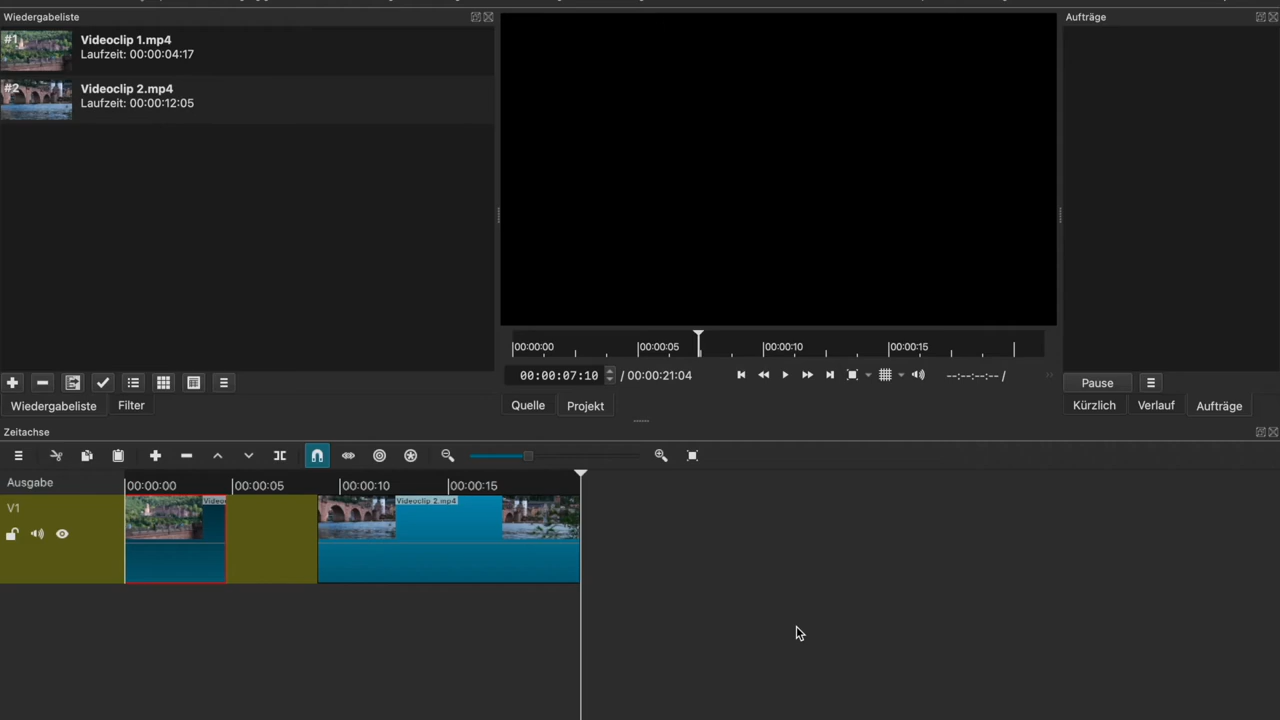 Wiedergabeliste
#1
Videoclip 1.mp4
Laufzeit: 00:00:04:17
#2
Videoclip 2.mp4
Laufzeit: 00:00:12:05
Wiedergabeliste
Filter
00:00:00
00:00:05
00:00:10
00:00:15
00:00:07:10 / 00:00:21:04
--:--:--:-- /
Quelle
Projekt
Aufträge
Pause
Kürzlich
Verlauf
Aufträge
Zeitachse
Ausgabe
00:00:00
00:00:05
00:00:10
00:00:15
V1
Videoclip 2.mp4